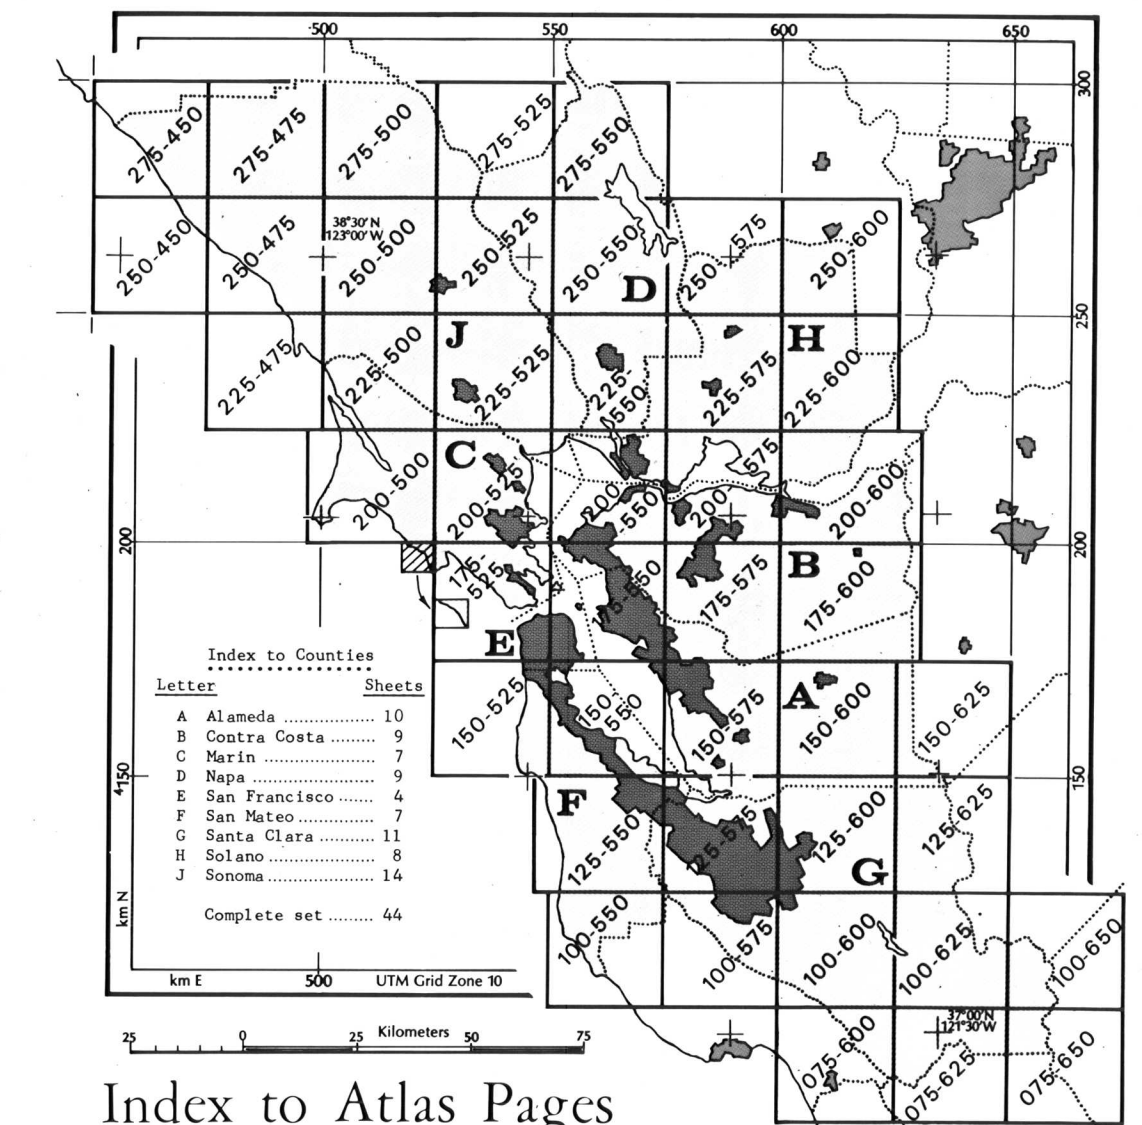 500 550 600 650
300
275-450 275-475 275-500 275-525 275-550
38°30′N
123°00′W
250-450 250-475 250-500 250-525 250-550 250-575 250-600
D
250
J H
225-475 225-500 225-525 225-550 225-575 225-600
C
200-500 200-525 200-550 200-575 200-600
200 200
B
175-525 175-550 175-575 175-600
E
A
150-525 150-550 150-575 150-600 150-625
4150 150
F
125-550 125-575 125-600 125-625
G
100-550 100-575 100-600 100-625 100-650
37°00′N
121°30′W
075-600 075-625 075-650
Index to Counties
Letter Sheets
A Alameda .................. 10
B Contra Costa ......... 9
C Marin ..................... 7
D Napa ...................... 9
E San Francisco ....... 4
F San Mateo ............... 7
G Santa Clara ............ 11
H Solano ................... 8
J Sonoma .................... 14
Complete set ......... 44
km N
km E 500 UTM Grid Zone 10
Kilometers
25 0 25 50 75
Index to Atlas Pages